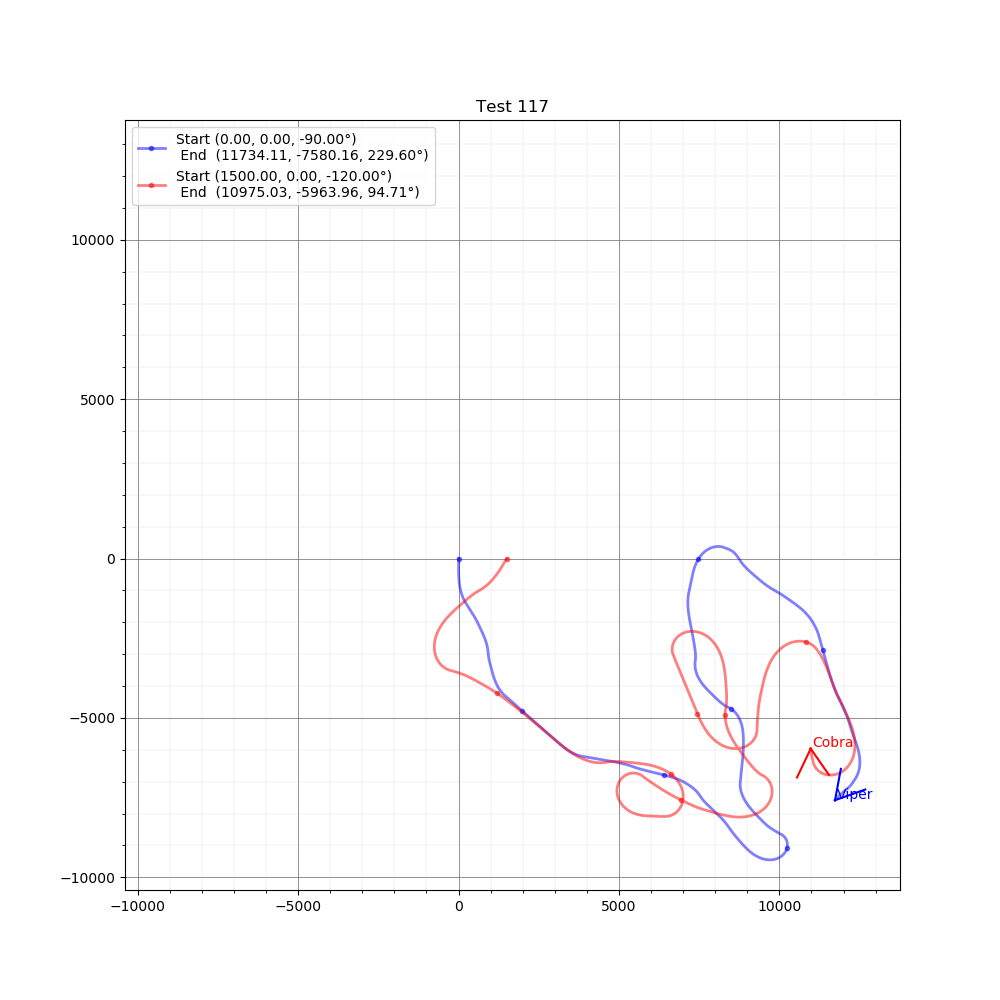 Test 117
Start (0.00, 0.00, -90.00°)
End (11734.11, -7580.16, 229.60°)
Start (1500.00, 0.00, -120.00°)
End (10975.03, -5963.96, 94.71°)
10000
5000
0
−5000
−10000
Cobra
Viper
−10000 −5000 0 5000 10000